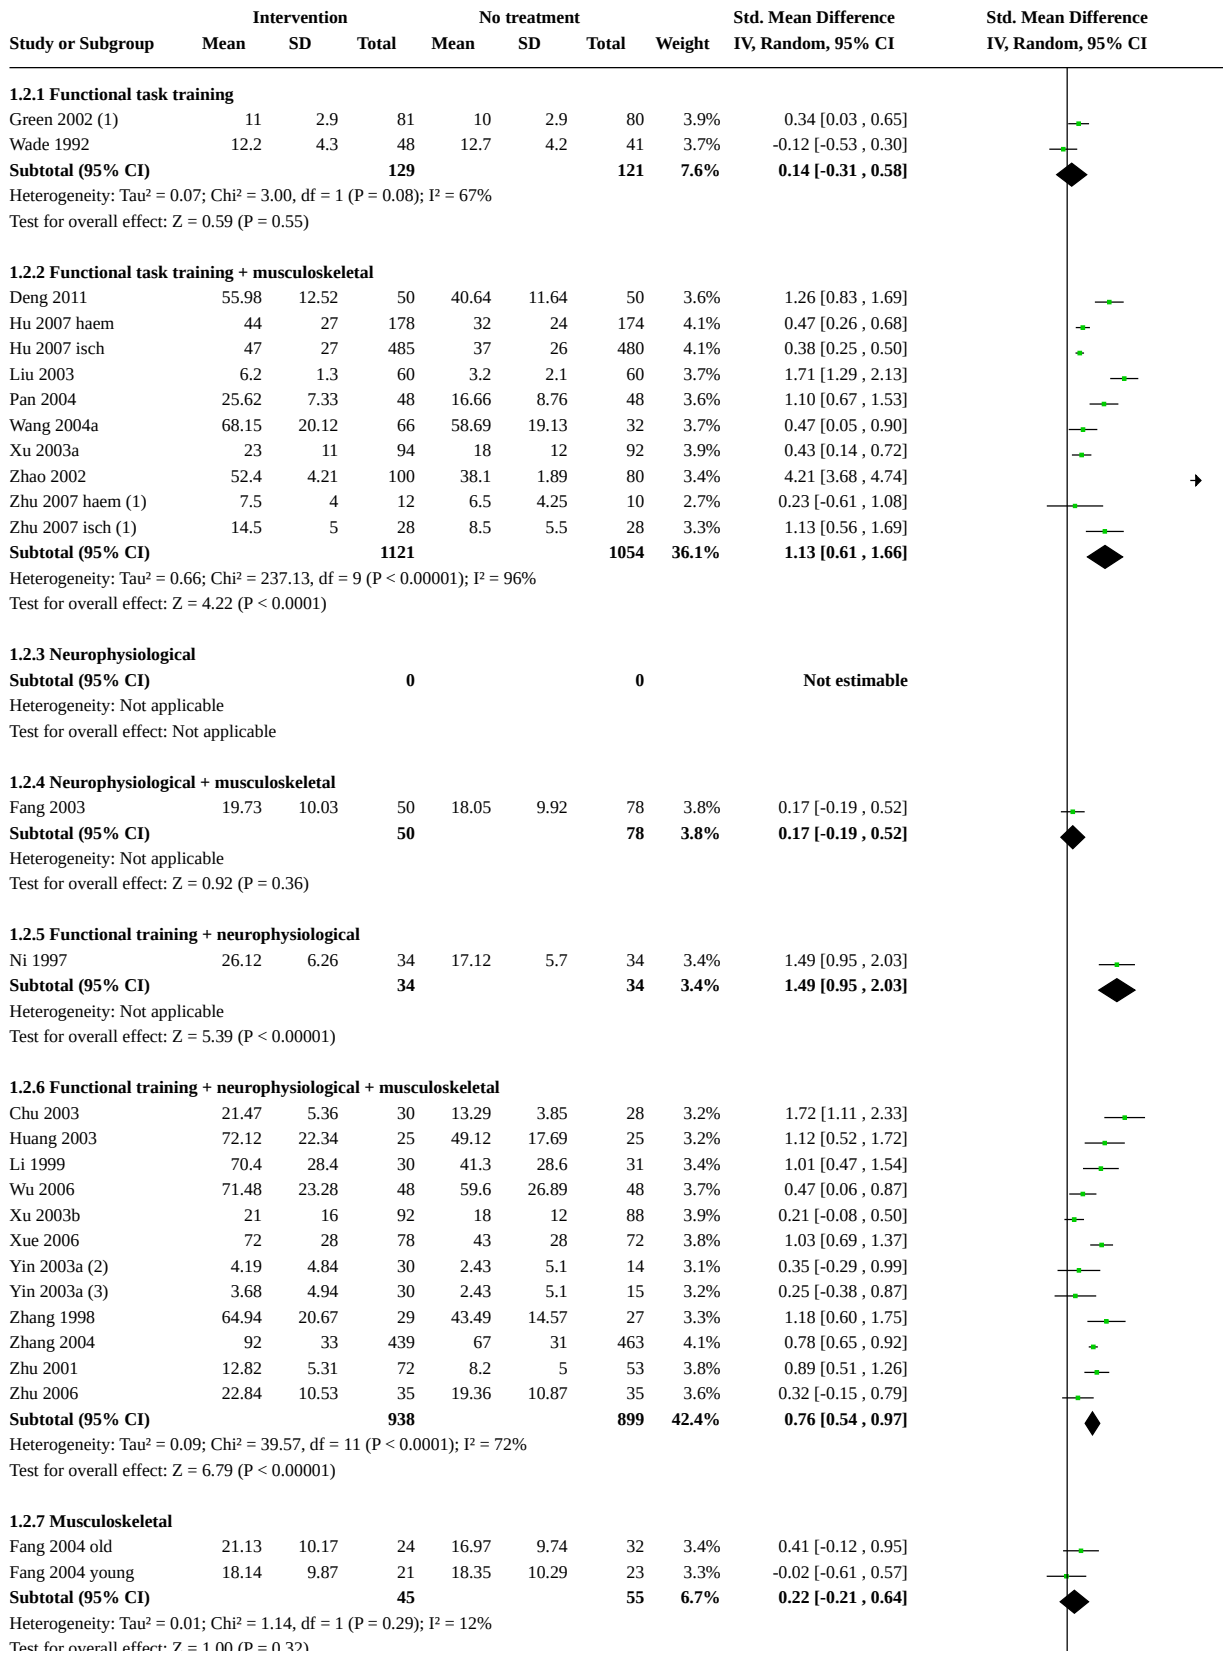 Intervention No treatment Std. Mean Difference Std. Mean Difference
Study or Subgroup Mean SD Total Mean SD Total Weight IV, Random, 95% CI IV, Random, 95% CI
1.2.1 Functional task training
Green 2002 (1) 11 2.9 81 10 2.9 80 3.9% 0.34 [0.03 , 0.65]
Wade 1992 12.2 4.3 48 12.7 4.2 41 3.7% -0.12 [-0.53 , 0.30]
Subtotal (95% CI) 129 121 7.6% 0.14 [-0.31 , 0.58]
Heterogeneity: Tau² = 0.07; Chi² = 3.00, df = 1 (P = 0.08); I² = 67%
Test for overall effect: Z = 0.59 (P = 0.55)
1.2.2 Functional task training + musculoskeletal
Deng 2011 55.98 12.52 50 40.64 11.64 50 3.6% 1.26 [0.83 , 1.69]
Hu 2007 haem 44 27 178 32 24 174 4.1% 0.47 [0.26 , 0.68]
Hu 2007 isch 47 27 485 37 26 480 4.1% 0.38 [0.25 , 0.50]
Liu 2003 6.2 1.3 60 3.2 2.1 60 3.7% 1.71 [1.29 , 2.13]
Pan 2004 25.62 7.33 48 16.66 8.76 48 3.6% 1.10 [0.67 , 1.53]
Wang 2004a 68.15 20.12 66 58.69 19.13 32 3.7% 0.47 [0.05 , 0.90]
Xu 2003a 23 11 94 18 12 92 3.9% 0.43 [0.14 , 0.72]
Zhao 2002 52.4 4.21 100 38.1 1.89 80 3.4% 4.21 [3.68 , 4.74]
Zhu 2007 haem (1) 7.5 4 12 6.5 4.25 10 2.7% 0.23 [-0.61 , 1.08]
Zhu 2007 isch (1) 14.5 5 28 8.5 5.5 28 3.3% 1.13 [0.56 , 1.69]
Subtotal (95% CI) 1121 1054 36.1% 1.13 [0.61 , 1.66]
Heterogeneity: Tau² = 0.66; Chi² = 237.13, df = 9 (P < 0.00001); I² = 96%
Test for overall effect: Z = 4.22 (P < 0.0001)
1.2.3 Neurophysiological
Subtotal (95% CI) 0 0 Not estimable
Heterogeneity: Not applicable
Test for overall effect: Not applicable
1.2.4 Neurophysiological + musculoskeletal
Fang 2003 19.73 10.03 50 18.05 9.92 78 3.8% 0.17 [-0.19 , 0.52]
Subtotal (95% CI) 50 78 3.8% 0.17 [-0.19 , 0.52]
Heterogeneity: Not applicable
Test for overall effect: Z = 0.92 (P = 0.36)
1.2.5 Functional training + neurophysiological
Ni 1997 26.12 6.26 34 17.12 5.7 34 3.4% 1.49 [0.95 , 2.03]
Subtotal (95% CI) 34 34 3.4% 1.49 [0.95 , 2.03]
Heterogeneity: Not applicable
Test for overall effect: Z = 5.39 (P < 0.00001)
1.2.6 Functional training + neurophysiological + musculoskeletal
Chu 2003 21.47 5.36 30 13.29 3.85 28 3.2% 1.72 [1.11 , 2.33]
Huang 2003 72.12 22.34 25 49.12 17.69 25 3.2% 1.12 [0.52 , 1.72]
Li 1999 70.4 28.4 30 41.3 28.6 31 3.4% 1.01 [0.47 , 1.54]
Wu 2006 71.48 23.28 48 59.6 26.89 48 3.7% 0.47 [0.06 , 0.87]
Xu 2003b 21 16 92 18 12 88 3.9% 0.21 [-0.08 , 0.50]
Xue 2006 72 28 78 43 28 72 3.8% 1.03 [0.69 , 1.37]
Yin 2003a (2) 4.19 4.84 30 2.43 5.1 14 3.1% 0.35 [-0.29 , 0.99]
Yin 2003a (3) 3.68 4.94 30 2.43 5.1 15 3.2% 0.25 [-0.38 , 0.87]
Zhang 1998 64.94 20.67 29 43.49 14.57 27 3.3% 1.18 [0.60 , 1.75]
Zhang 2004 92 33 439 67 31 463 4.1% 0.78 [0.65 , 0.92]
Zhu 2001 12.82 5.31 72 8.2 5 53 3.8% 0.89 [0.51 , 1.26]
Zhu 2006 22.84 10.53 35 19.36 10.87 35 3.6% 0.32 [-0.15 , 0.79]
Subtotal (95% CI) 938 899 42.4% 0.76 [0.54 , 0.97]
Heterogeneity: Tau² = 0.09; Chi² = 39.57, df = 11 (P < 0.0001); I² = 72%
Test for overall effect: Z = 6.79 (P < 0.00001)
1.2.7 Musculoskeletal
Fang 2004 old 21.13 10.17 24 16.97 9.74 32 3.4% 0.41 [-0.12 , 0.95]
Fang 2004 young 18.14 9.87 21 18.35 10.29 23 3.3% -0.02 [-0.61 , 0.57]
Subtotal (95% CI) 45 55 6.7% 0.22 [-0.21 , 0.64]
Heterogeneity: Tau² = 0.01; Chi² = 1.14, df = 1 (P = 0.29); I² = 12%
Test for overall effect: Z = 1.00 (P = 0.32)